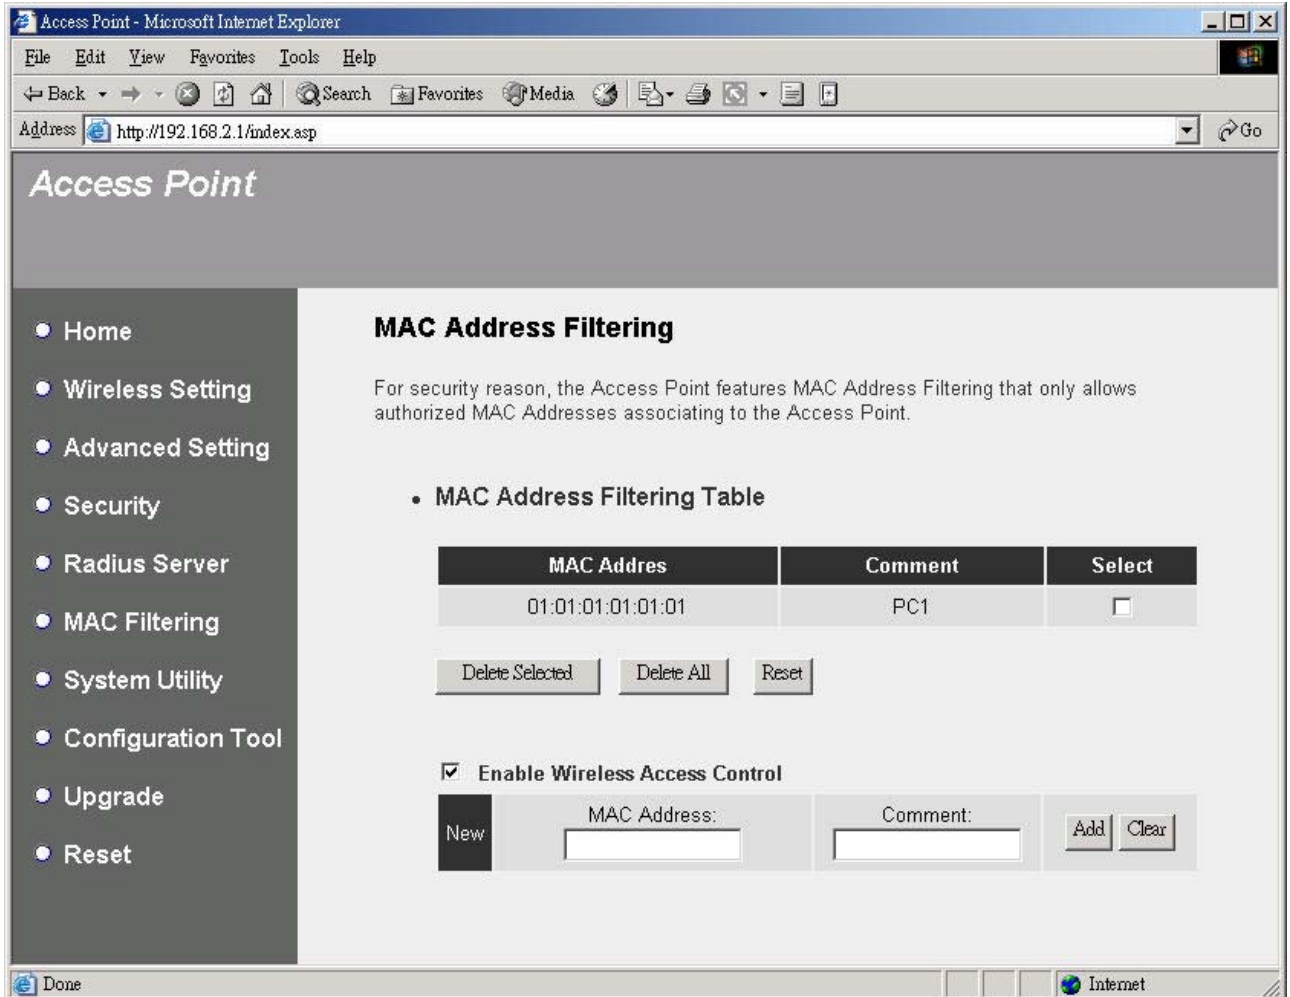 Access Point - Microsoft Internet Explorer
File Edit View Favorites Tools Help
Back Search Favorites Media
Address http://192.168.2.1/index.asp Go
Access Point
Home
Wireless Setting
Advanced Setting
Security
Radius Server
MAC Filtering
System Utility
Configuration Tool
Upgrade
Reset
MAC Address Filtering
For security reason, the Access Point features MAC Address Filtering that only allows
authorized MAC Addresses associating to the Access Point.
MAC Address Filtering Table
MAC Addres Comment Select
01:01:01:01:01:01 PC1
Delete Selected Delete All Reset
Enable Wireless Access Control
New MAC Address: Comment: Add Clear
Done Internet